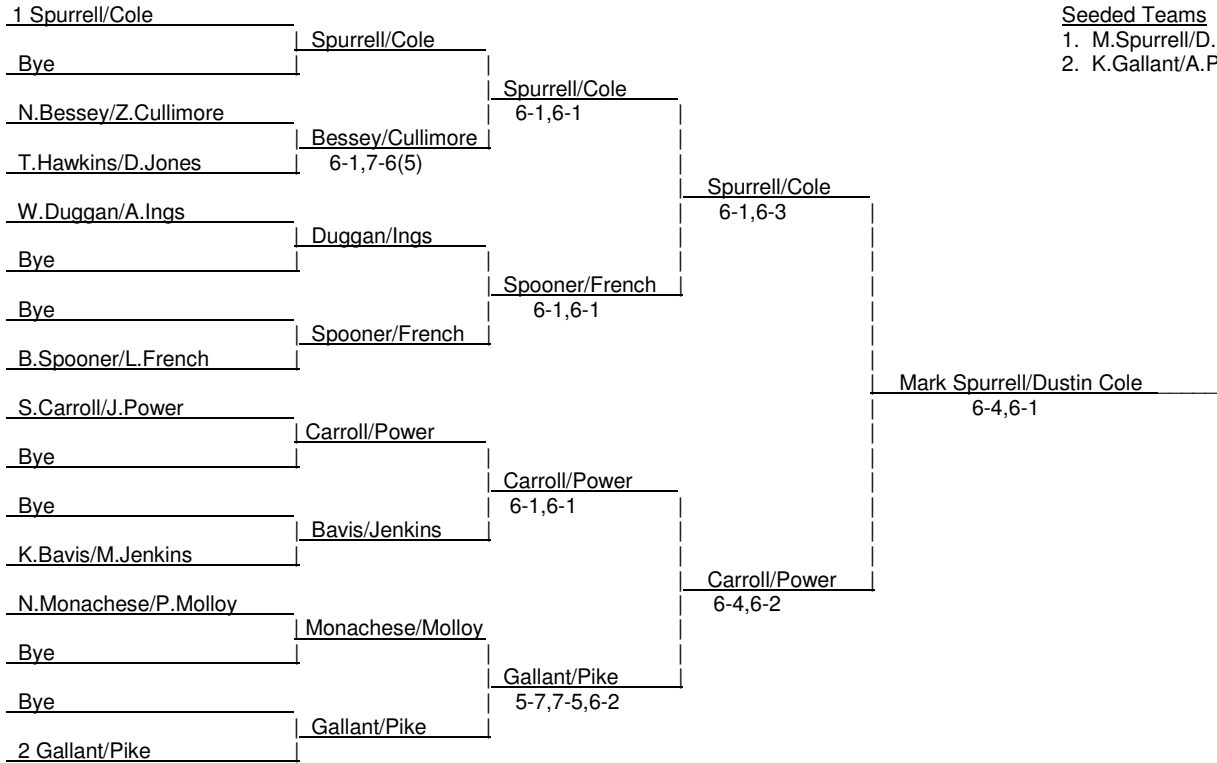 1 Spurrell/Cole
Seeded Teams
Spurrell/Cole
1. M.Spurrell/D.
Bye
2. K.Gallant/A.P
Spurrell/Cole
N.Bessey/Z.Cullimore
6-1,6-1
Bessey/Cullimore
T.Hawkins/D.Jones
6-1,7-6(5)
Spurrell/Cole
W.Duggan/A.Ings
6-1,6-3
Duggan/Ings
Bye
Spooner/French
Bye
6-1,6-1
Spooner/French
B.Spooner/L.French
Mark Spurrell/Dustin Cole
S.Carroll/J.Power
6-4,6-1
Carroll/Power
Bye
Carroll/Power
Bye
6-1,6-1
Bavis/Jenkins
K.Bavis/M.Jenkins
Carroll/Power
N.Monachese/P.Molloy
6-4,6-2
Monachese/Molloy
Bye
Gallant/Pike
Bye
5-7,7-5,6-2
Gallant/Pike
2 Gallant/Pike